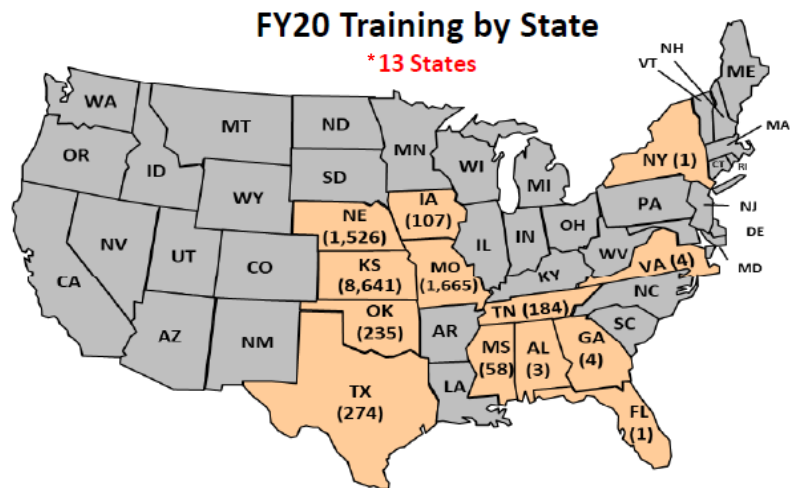 FY20 Training by State
*13 States
WA
MT
ND
MN
OR
ID
WY
SD
WI
MI
NH
VT
ME
MA
NY (1)
CT
RI
PA
NJ
DE
MD
NE
(1,526)
IA
(107)
IL
IN
OH
WV
VA (4)
CA
NV
UT
CO
KS
(8,641)
MO
(1,665)
KY
NC
TN (184)
AZ
NM
OK
(235)
AR
SC
MS
(58)
AL
(3)
GA
(4)
TX
(274)
LA
FL
(1)